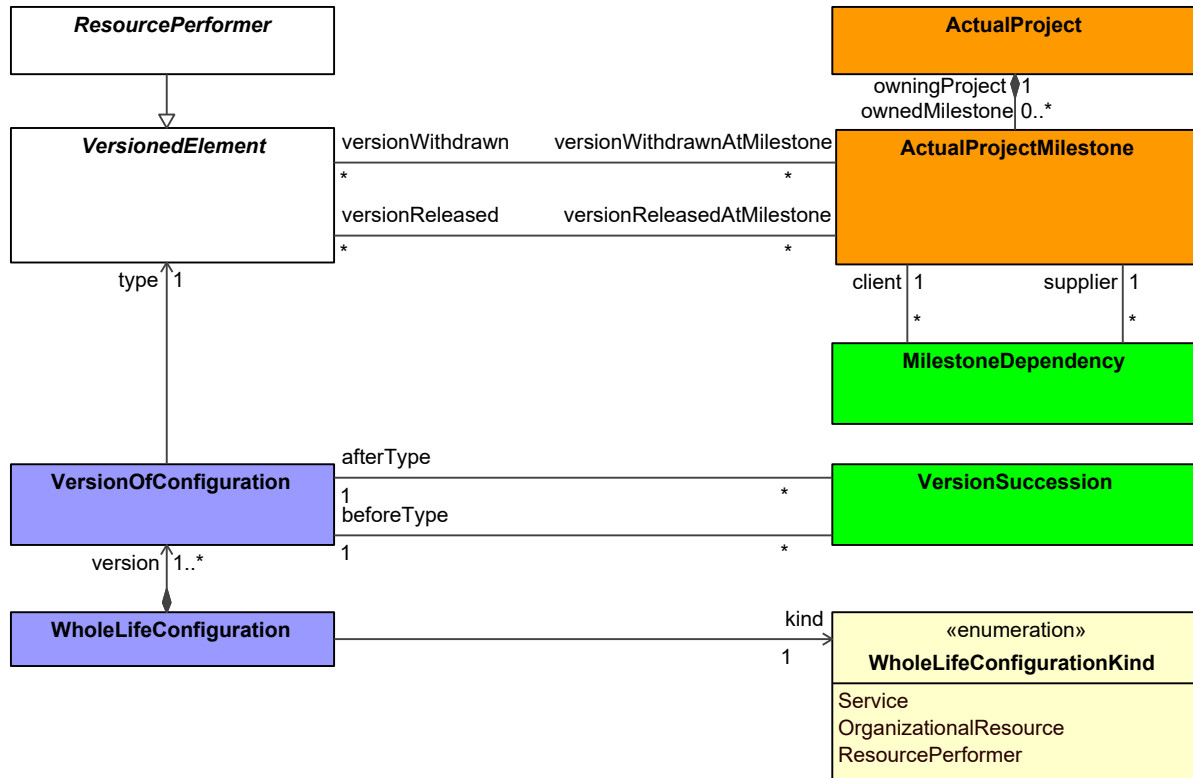 ResourcePerformer
ActualProject
owningProject 1
ownedMilestone 0..*
VersionedElement
versionWithdrawn versionWithdrawnAtMilestone
* *
ActualProjectMilestone
versionReleased versionReleasedAtMilestone
* *
type 1
client 1 supplier 1
* *
MilestoneDependency
afterType
VersionOfConfiguration
1 *
VersionSuccession
beforeType
1 *
version 1..*
WholeLifeConfiguration
kind
1
«enumeration»
WholeLifeConfigurationKind
Service
OrganizationalResource
ResourcePerformer